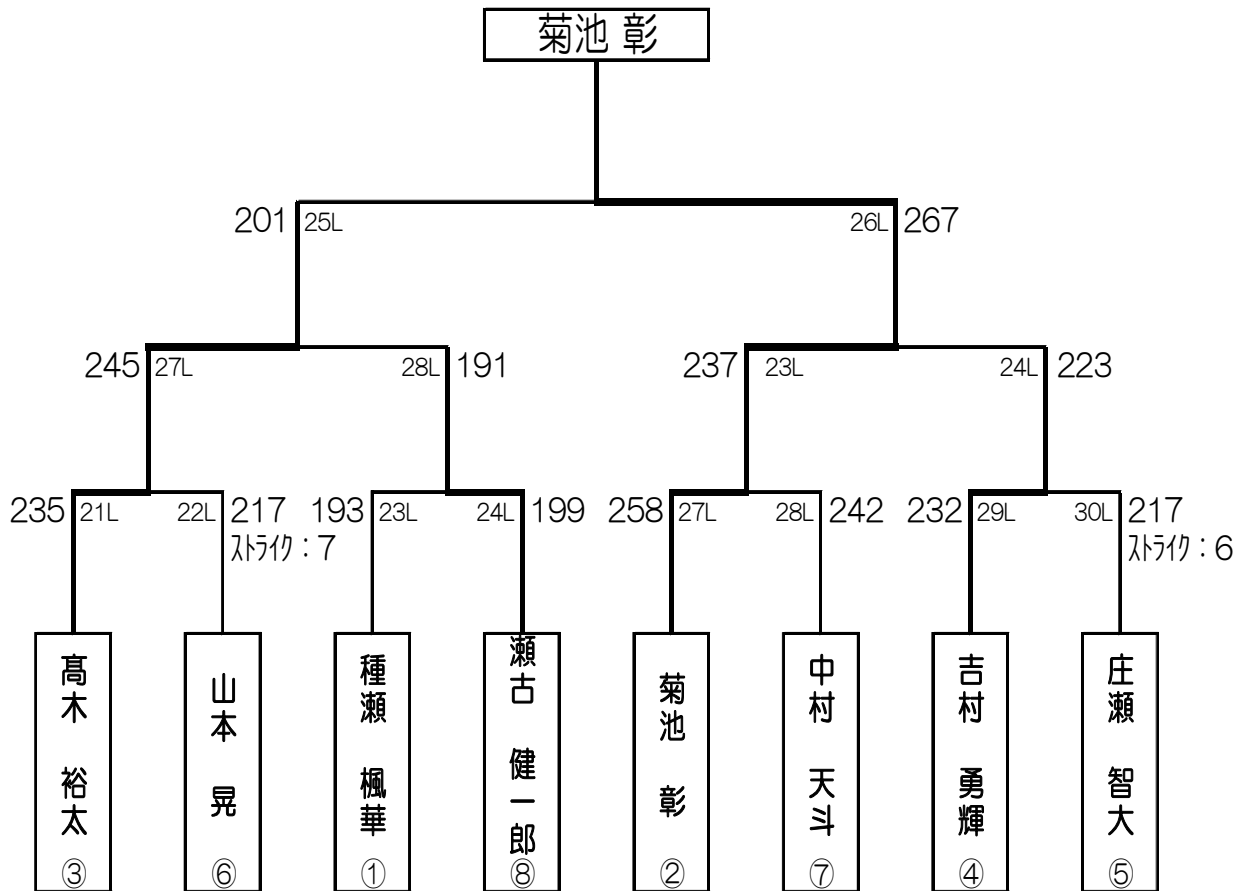 菊池 彰
201 25L 26L 267
245 27L 28L 191 237 23L 24L 223
235 21L 22L 217 193 23L 24L 199 258 27L 28L 242 232 29L 30L 217
ｽﾄﾗｲｸ：7 ｽﾄﾗｲｸ：6
髙木 裕太
③
山本 晃
⑥
種瀬 楓華
①
瀬古 健一郎
⑧
菊池 彰
②
中村 天斗
⑦
吉村 勇輝
④
庄瀬 智大
⑤